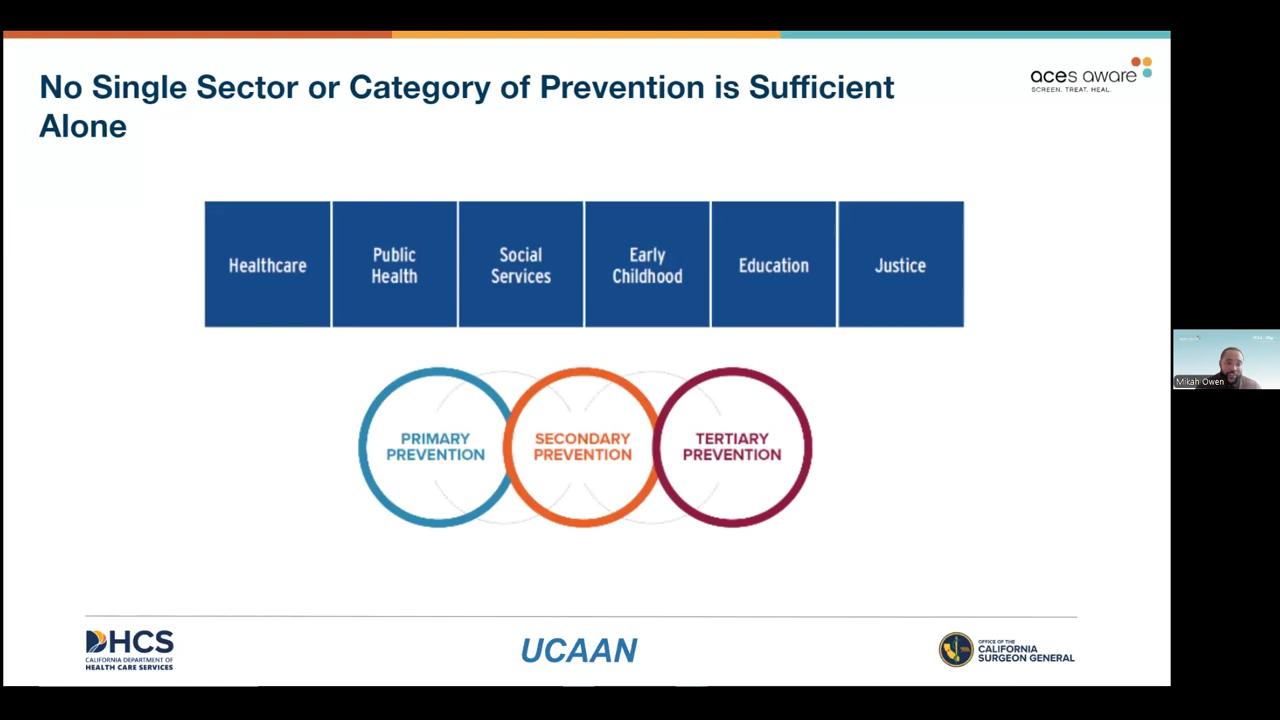 No Single Sector or Category of Prevention is Sufficient
Alone
aces aware
SCREEN. TREAT. HEAL.
Healthcare
Public
Health
Social
Services
Early
Childhood
Education
Justice
PRIMARY
PREVENTION
SECONDARY
PREVENTION
TERTIARY
PREVENTION
Mikah Owen
DHCS
CALIFORNIA DEPARTMENT OF
HEALTH CARE SERVICES
UCAAN
OFFICE OF THE
CALIFORNIA
SURGEON GENERAL